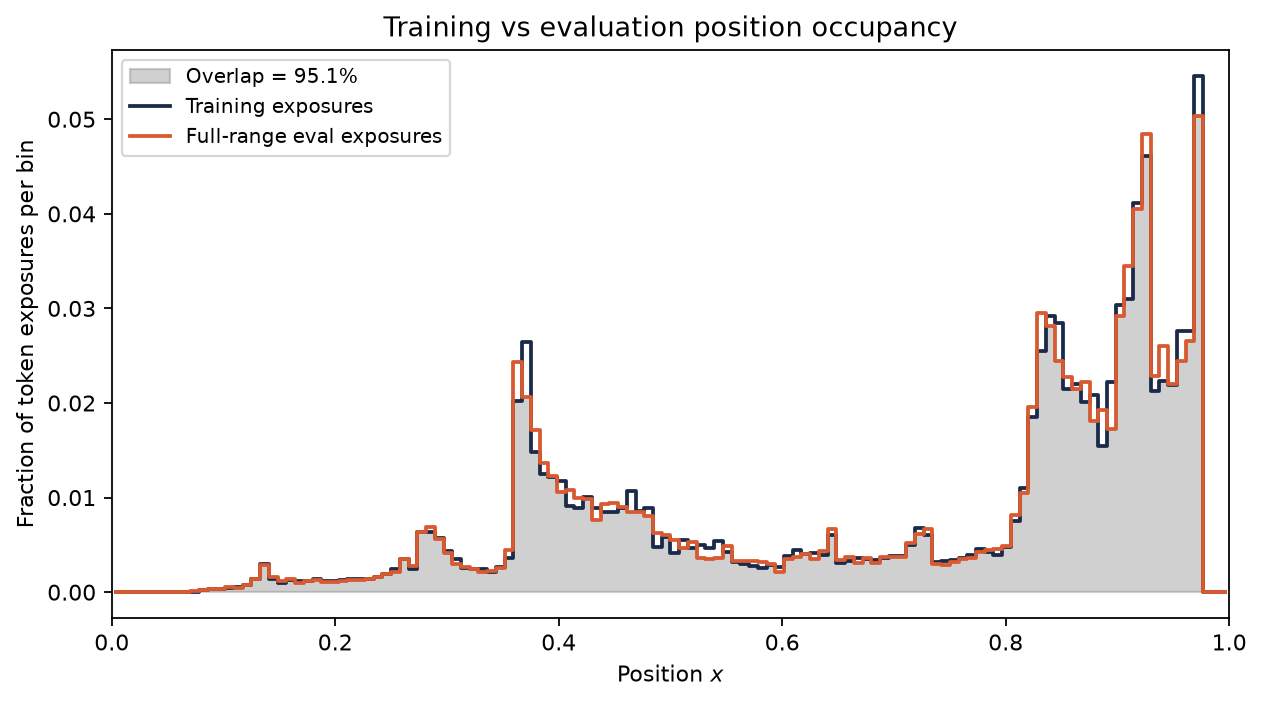 Training vs evaluation position occupancy
Overlap = 95.1%
Training exposures
Full-range eval exposures
Fraction of token exposures per bin
0.05
0.04
0.03
0.02
0.01
0.00
0.0 0.2 0.4 0.6 0.8 1.0
Position x